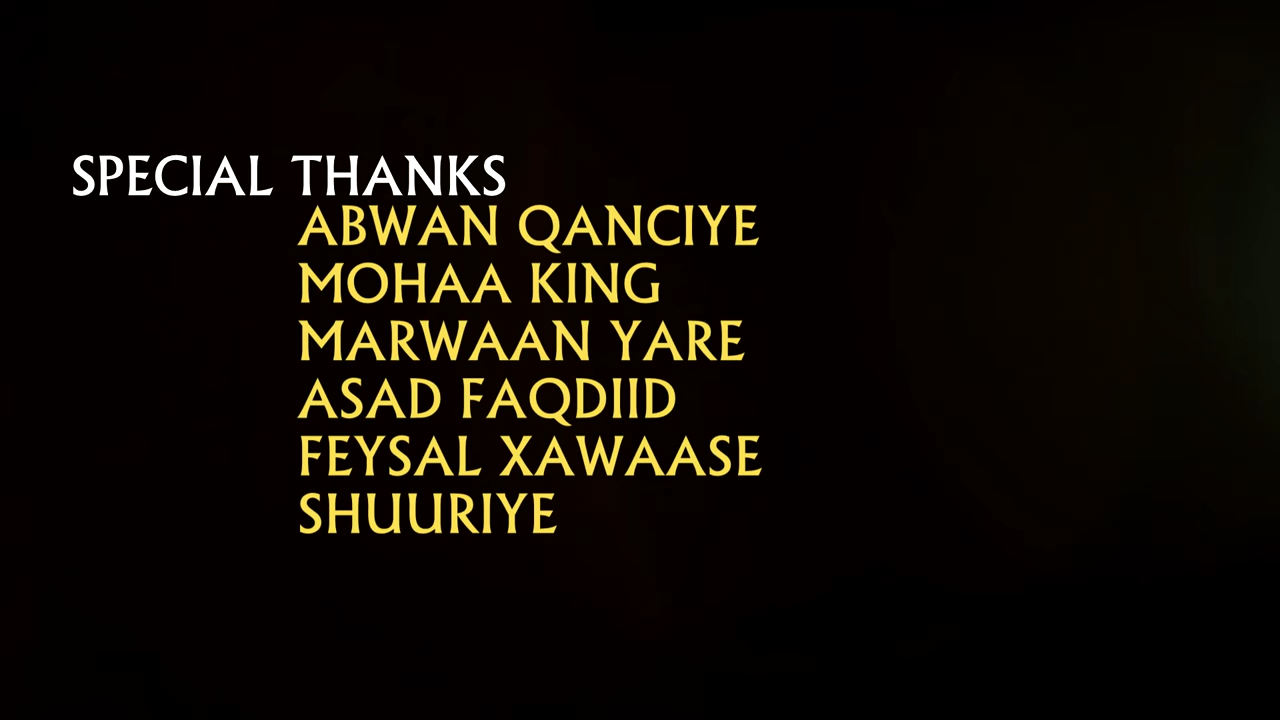 SPECIAL THANKS
ABWAN QANCIYE
MOHAA KING
MARWAAN YARE
ASAD FAQDIID
FEYSAL XAWAASE
SHUURIYE